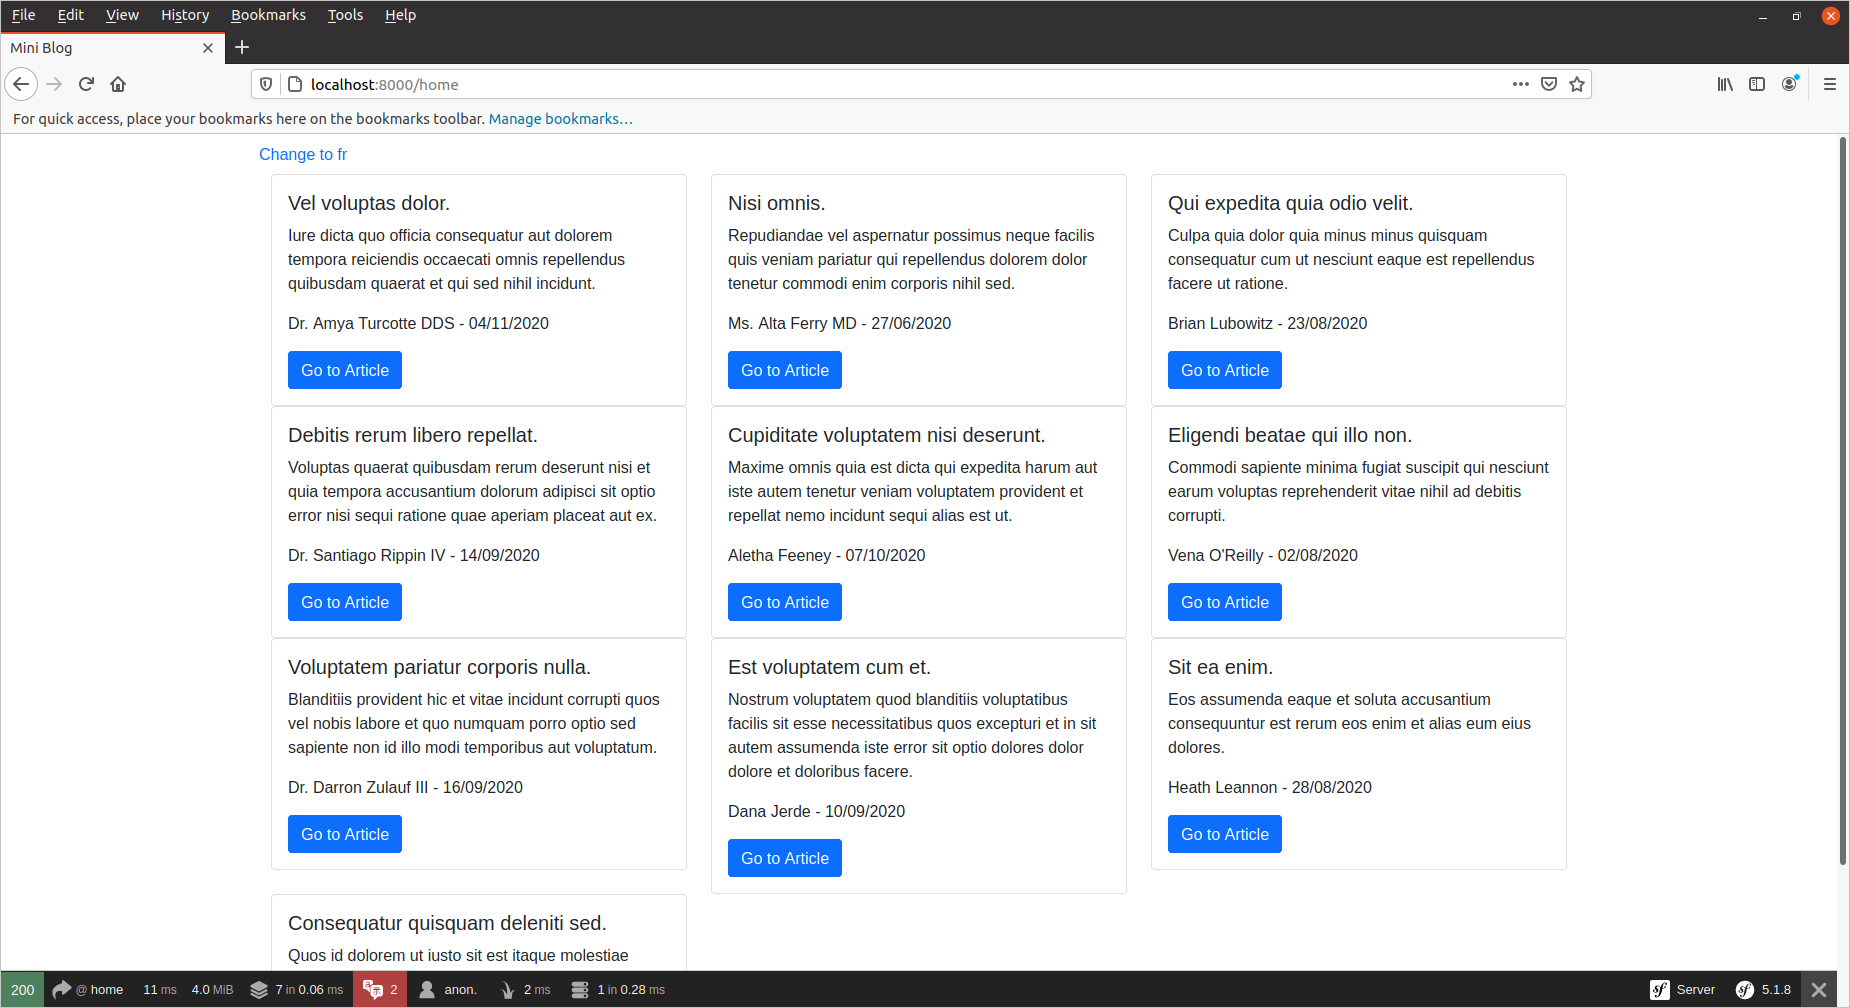 File Edit View History Bookmarks Tools Help
Mini Blog
localhost:8000/home
For quick access, place your bookmarks here on the bookmarks toolbar. Manage bookmarks...
Change to fr
Vel voluptas dolor.
Iure dicta quo officia consequatur aut dolorem
tempora reiciendis occaecati omnis repellendus
quibusdam quaerat et qui sed nihil incidunt.
Dr. Amya Turcotte DDS - 04/11/2020
Go to Article
Nisi omnis.
Repudiandae vel aspernatur possimus neque facilis
quis veniam pariatur qui repellendus dolorem dolor
tenetur commodi enim corporis nihil sed.
Ms. Alta Ferry MD - 27/06/2020
Go to Article
Qui expedita quia odio velit.
Culpa quia dolor quia minus minus quisquam
consequatur cum ut nesciunt eaque est repellendus
facere ut ratione.
Brian Lubowitz - 23/08/2020
Go to Article
Debitis rerum libero repellat.
Voluptas quaerat quibusdam rerum deserunt nisi et
quia tempora accusantium dolorum adipisci sit optio
error nisi sequi ratione quae aperiam placeat aut ex.
Dr. Santiago Rippin IV - 14/09/2020
Go to Article
Cupiditate voluptatem nisi deserunt.
Maxime omnis quia est dicta qui expedita harum aut
iste autem tenetur veniam voluptatem provident et
repellat nemo incidunt sequi alias est ut.
Aletha Feeney - 07/10/2020
Go to Article
Eligendi beatae qui illo non.
Commodi sapiente minima fugiat suscipit qui nesciunt
earum voluptas reprehenderit vitae nihil ad debitis
corrupti.
Vena O'Reilly - 02/08/2020
Go to Article
Voluptatem pariatur corporis nulla.
Blanditiis provident hic et vitae incidunt corrupti quos
vel nobis labore et quo numquam porro optio sed
sapiente non id illo modi temporibus aut voluptatum.
Dr. Darron Zulauf III - 16/09/2020
Go to Article
Est voluptatem cum et.
Nostrum voluptatem quod blanditiis voluptatibus
facilis sit esse necessitatibus quos excepturi et in sit
autem assumenda iste error sit optio dolores dolor
dolore et doloribus facere.
Dana Jerde - 10/09/2020
Go to Article
Sit ea enim.
Eos assumenda eaque et soluta accusantium
consequuntur est rerum eos enim et alias eum eius
dolores.
Heath Leannon - 28/08/2020
Go to Article
Consequatur quisquam deleniti sed.
Quos id dolorem ut iusto sit est itaque molestiae
200 @ home 11 ms 4.0 MiB 7 in 0.06 ms 2 anon. 2 ms 1 in 0.28 ms sf Server sf 5.1.8